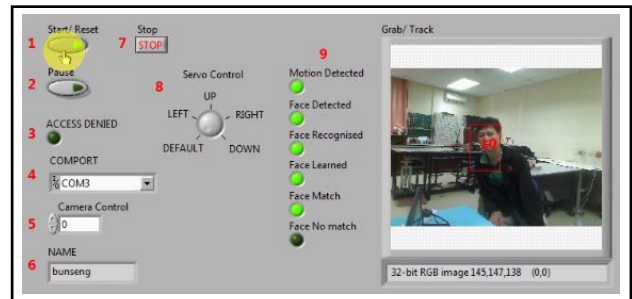 Start/ Reset
1
Pause
2
ACCESS DENIED
3
COMPORT
4
COM3
Camera Control
5
0
NAME
6
bunseng
Stop
7
STOP
8
Servo Control
UP
LEFT
RIGHT
DEFAULT
DOWN
9
Motion Detected
Face Detected
Face Recognised
Face Learned
Face Match
Face No match
Grab/ Track
10
32-bit RGB image 145,147,138 (0,0)